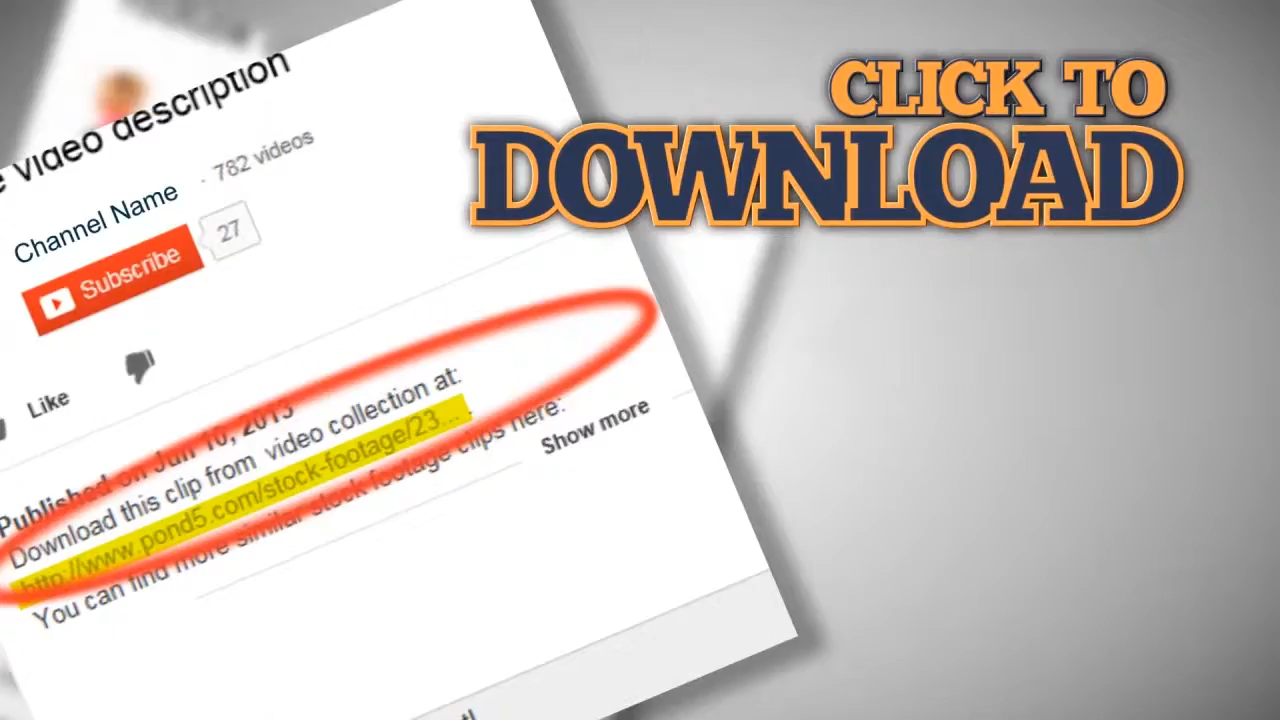 CLICK TO
DOWNLOAD
video description
Channel Name · 782 videos
Subscribe 27
Like
Published on Jun 10, 2013
Download this clip from video collection at:
http://www.pond5.com/stock-footage/23... .
You can find more similar stock footage clips here:
Show more